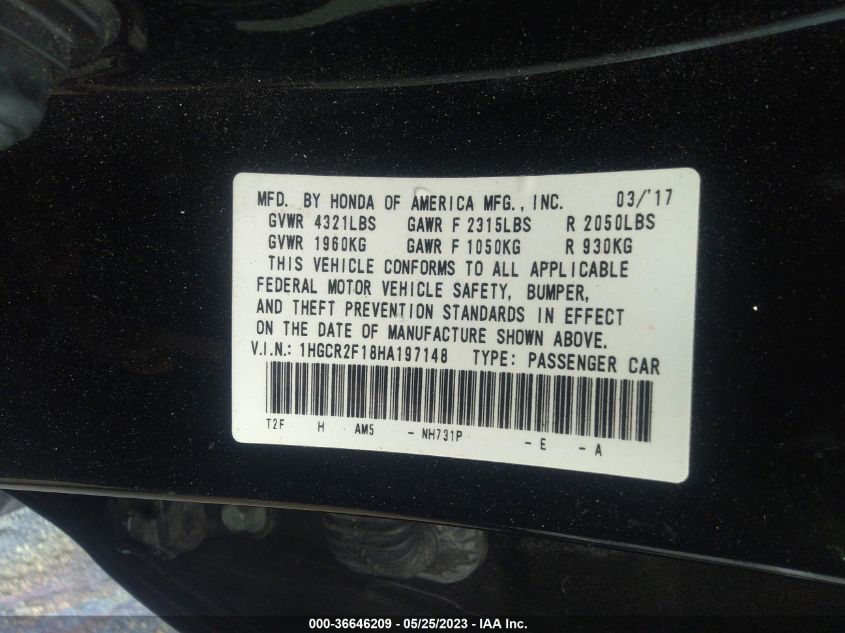 MFD. BY HONDA OF AMERICA MFG., INC. 03/'17
GVWR 4321LBS GAWR F 2315LBS R 2050LBS
GVWR 1960KG GAWR F 1050KG R 930KG
THIS VEHICLE CONFORMS TO ALL APPLICABLE
FEDERAL MOTOR VEHICLE SAFETY, BUMPER,
AND THEFT PREVENTION STANDARDS IN EFFECT
ON THE DATE OF MANUFACTURE SHOWN ABOVE.
V.I.N.: 1HGCR2F18HA197148 TYPE: PASSENGER CAR
T2F H AM5 - NH731P - E - A
000-36646209 - 05/25/2023 - IAA Inc.